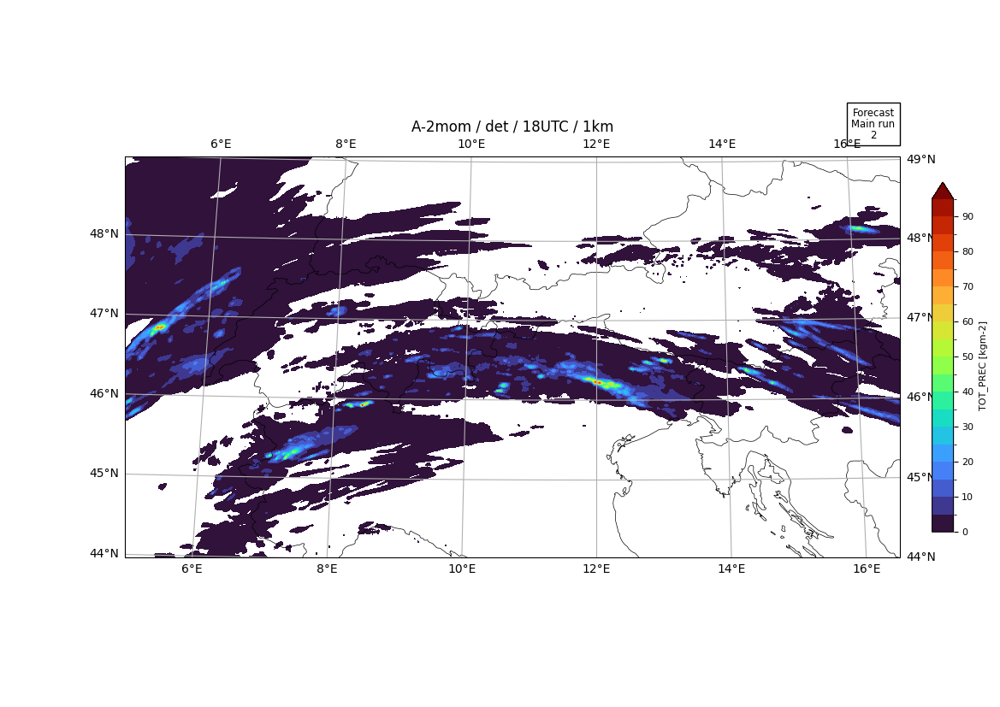 Forecast
Main run
2
A-2mom / det / 18UTC / 1km
6°E 8°E 10°E 12°E 14°E 16°E
49°N
48°N 48°N
47°N 47°N
46°N 46°N
45°N 45°N
44°N 44°N
6°E 8°E 10°E 12°E 14°E 16°E
90
80
70
60
50
40
30
20
10
0
TOT_PREC [kgm-2]